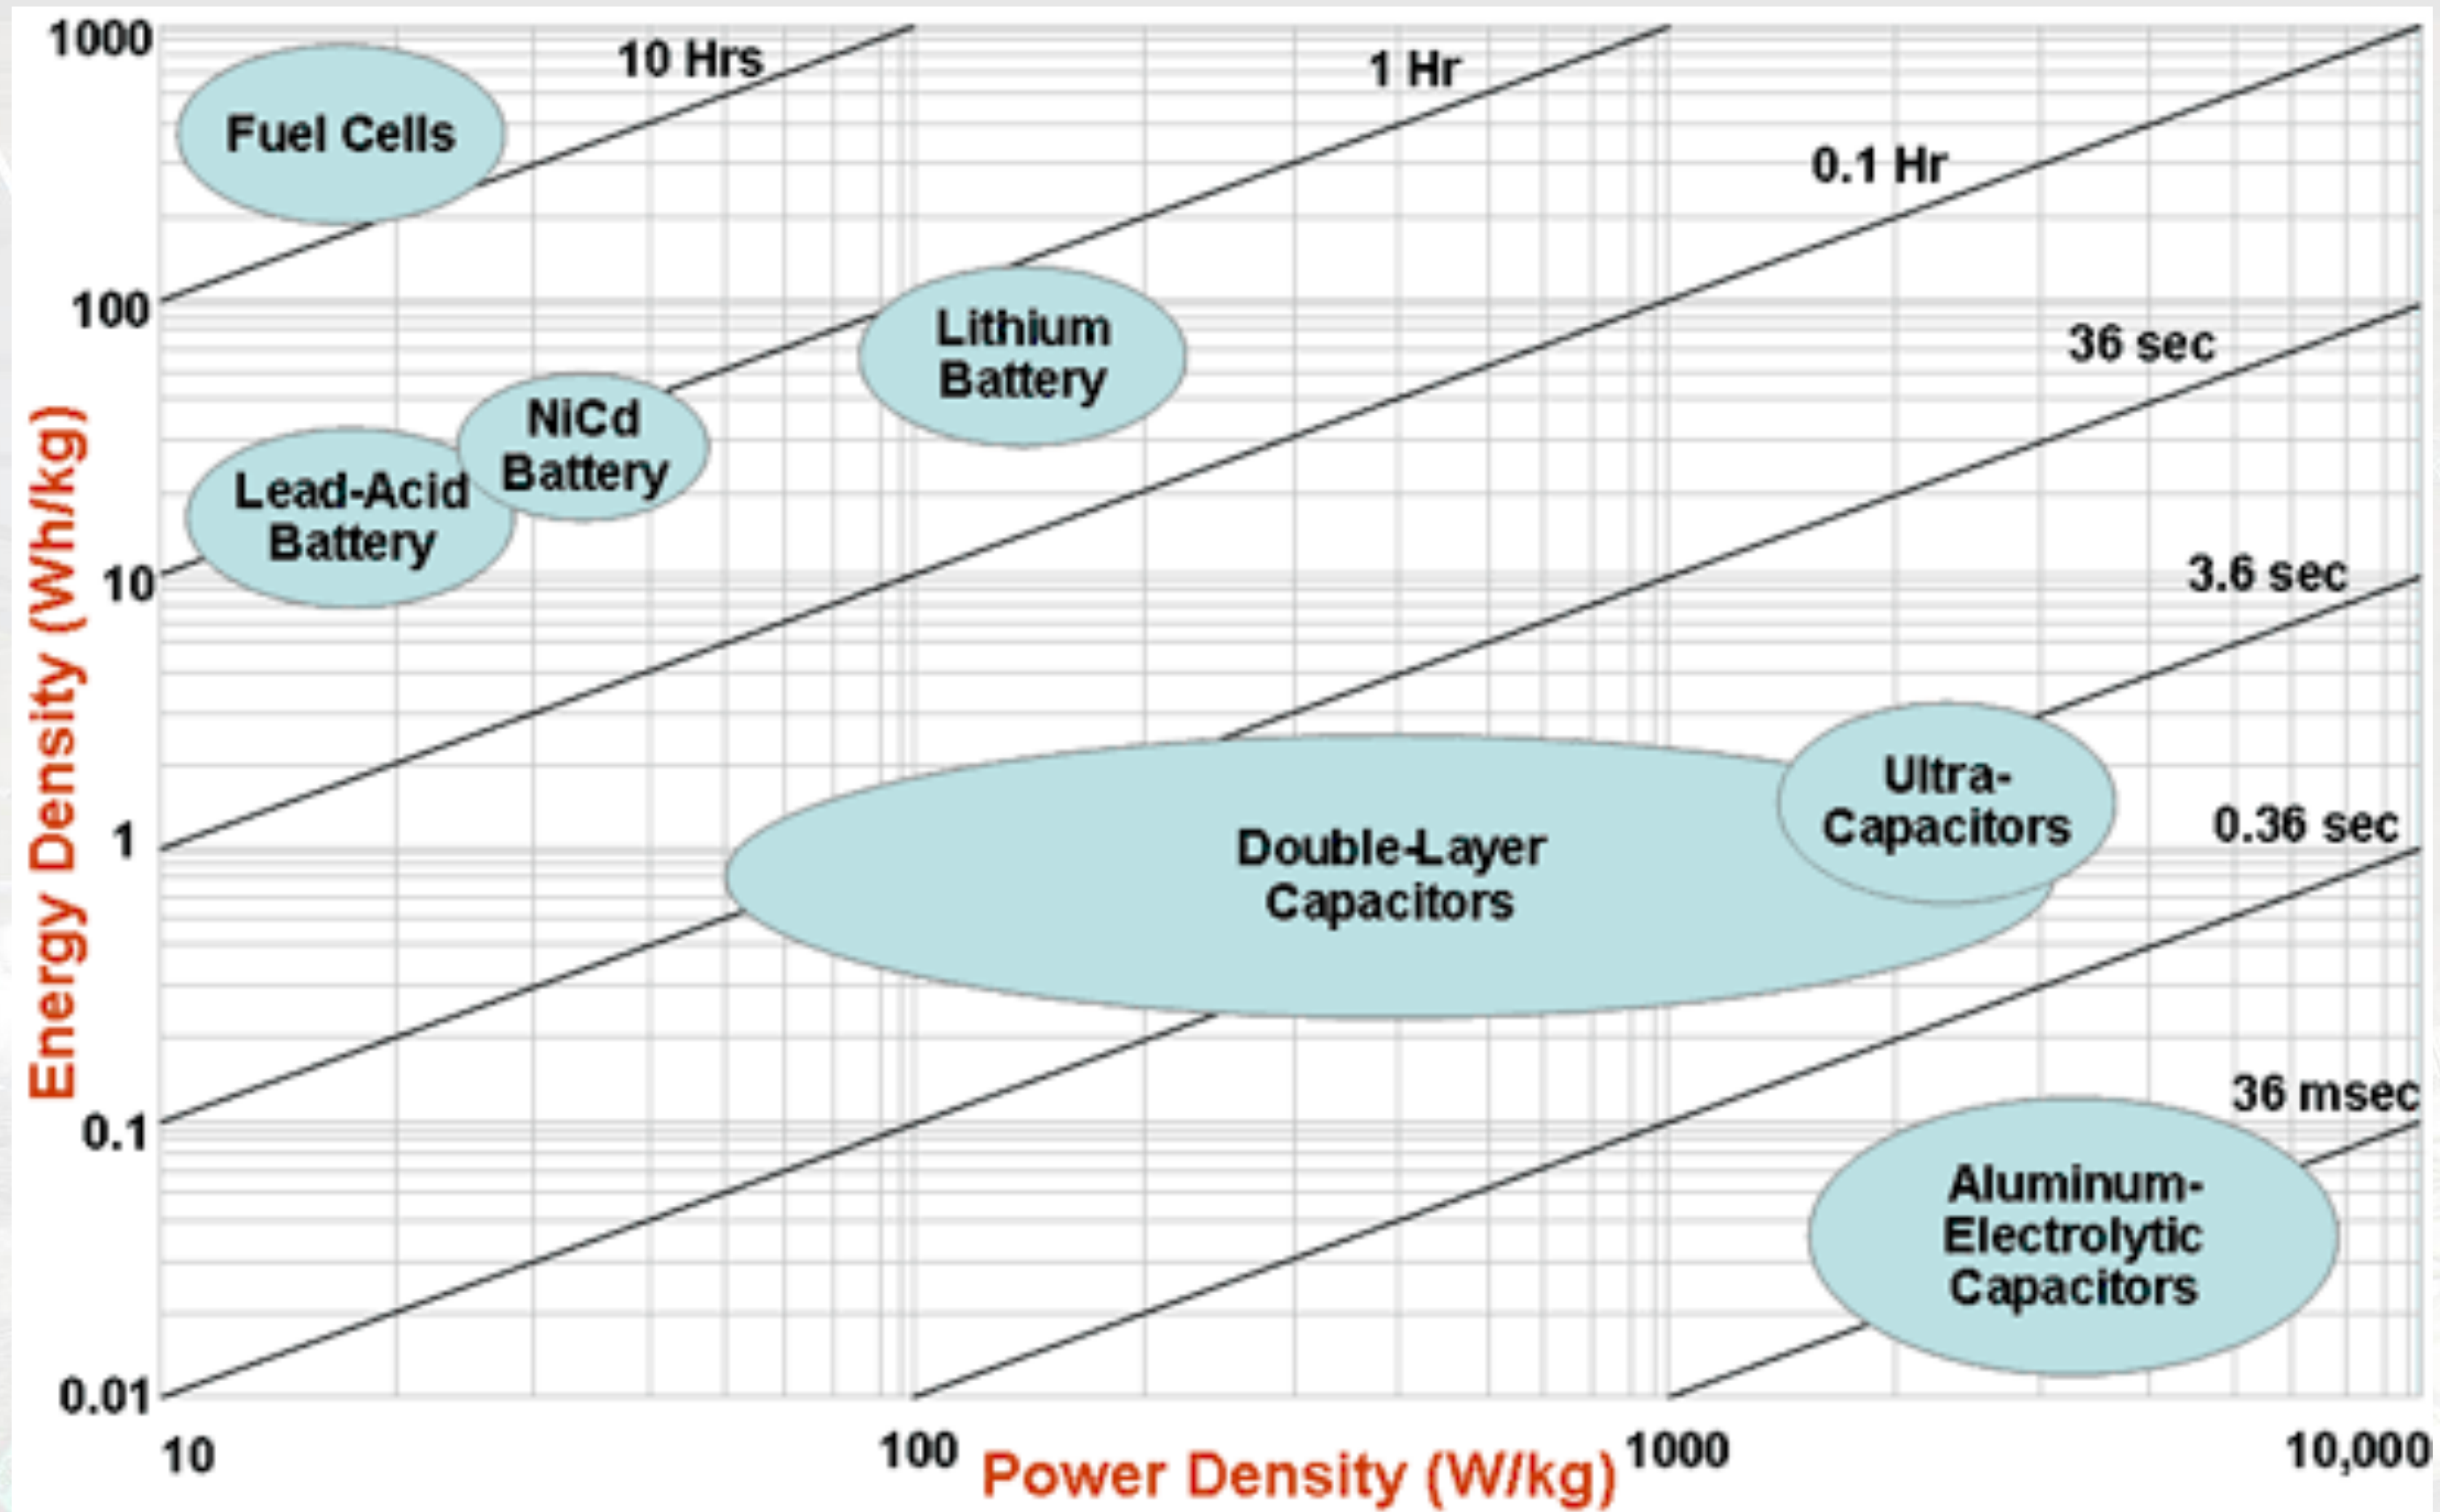 1000
10 Hrs
1 Hr
Fuel Cells
0.1 Hr
100
Lithium
Battery
36 sec
NiCd
Battery
Lead-Acid
Battery
10
3.6 sec
Energy Density (Wh/kg)
Ultra-
Capacitors
1
Double-Layer
Capacitors
0.36 sec
0.1
36 msec
Aluminum-
Electrolytic
Capacitors
0.01
10
100
Power Density (W/kg)
1000
10,000